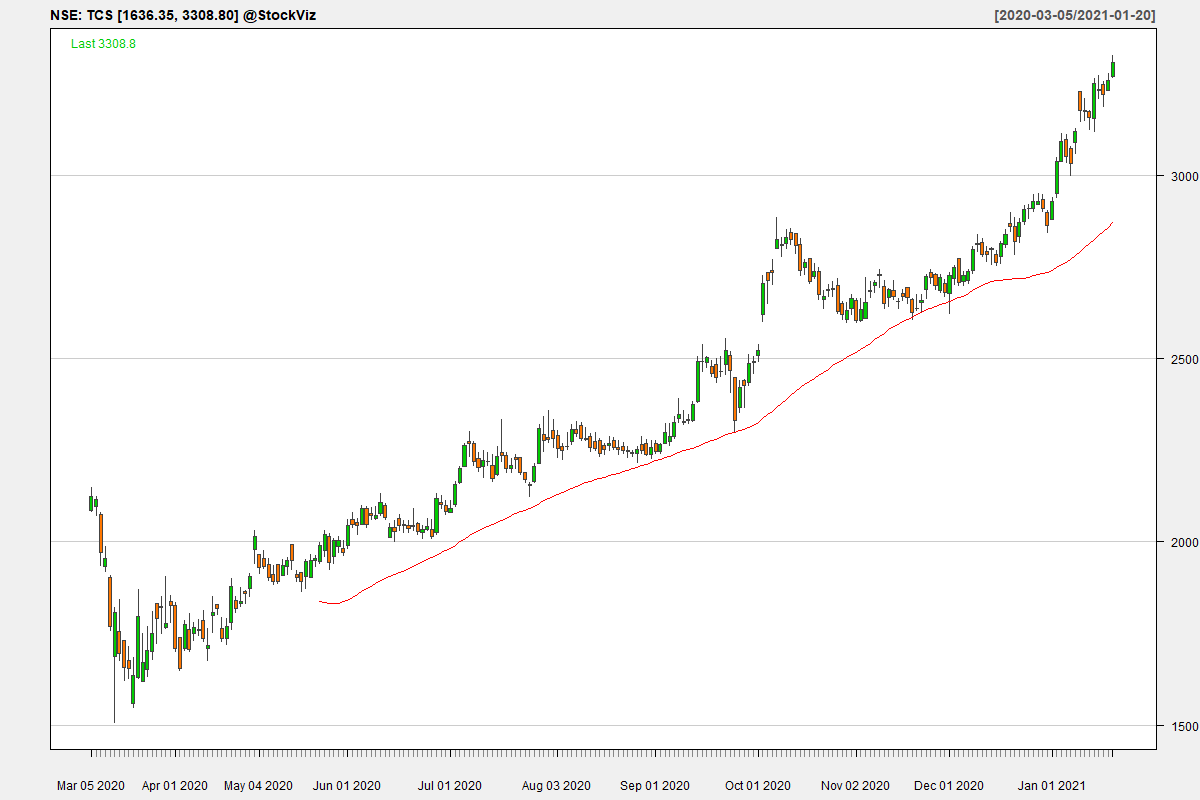 NSE: TCS [1636.35, 3308.80] @StockViz [2020-03-05/2021-01-20]
Last 3308.8
3000
2500
2000
1500
Mar 05 2020 Apr 01 2020 May 04 2020 Jun 01 2020 Jul 01 2020 Aug 03 2020 Sep 01 2020 Oct 01 2020 Nov 02 2020 Dec 01 2020 Jan 01 2021